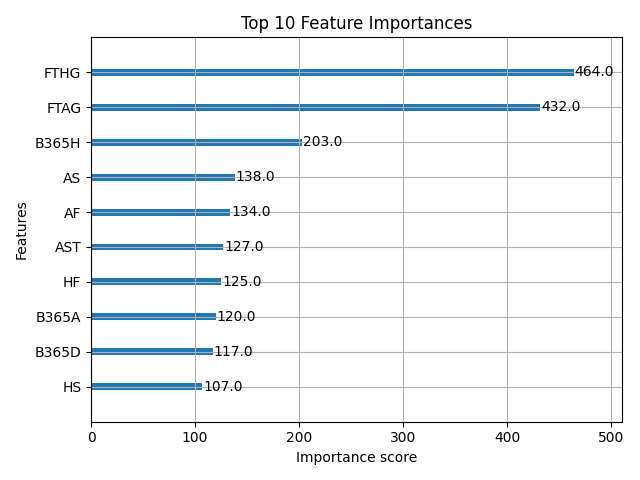 Top 10 Feature Importances
FTHG 464.0
FTAG 432.0
B365H 203.0
AS 138.0
AF 134.0
AST 127.0
HF 125.0
B365A 120.0
B365D 117.0
HS 107.0
Features
0 100 200 300 400 500
Importance score